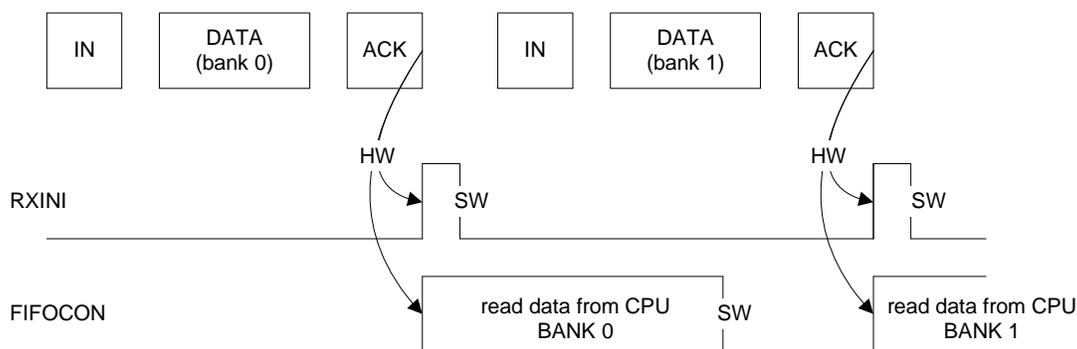 IN
DATA
(bank 0)
ACK
IN
DATA
(bank 1)
ACK
HW
HW
RXINI
SW
SW
FIFOCON
read data from CPU
BANK 0
SW
read data from CPU
BANK 1